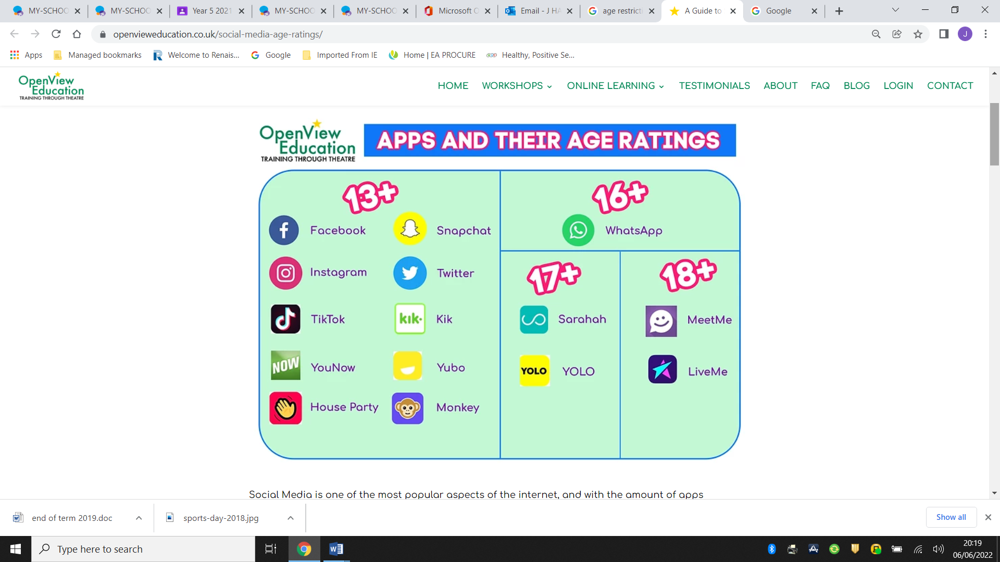 MY-SCHOO
MY-SCHOO
Year 5 2021
MY-SCHOO
MY-SCHOO
Microsoft O
Email - J HA
age restricti
A Guide to
Google
openvieweducation.co.uk/social-media-age-ratings/
J
Apps
Managed bookmarks
Welcome to Renais...
Google
Imported From IE
Home | EA PROCURE
Healthy, Positive Se...
OpenView
Education
TRAINING THROUGH THEATRE
HOME WORKSHOPS ONLINE LEARNING TESTIMONIALS ABOUT FAQ BLOG LOGIN CONTACT
OpenView
Education
TRAINING THROUGH THEATRE
APPS AND THEIR AGE RATINGS
13+
Facebook
Snapchat
Instagram
Twitter
TikTok
kik.
Kik
NOW
YouNow
Yubo
House Party
Monkey
16+
WhatsApp
17+
Sarahah
YOLO
YOLO
18+
MeetMe
LiveMe
Social Media is one of the most popular aspects of the internet, and with the amount of apps
end of term 2019.doc
sports-day-2018.jpg
Show all
Type here to search
20:19
06/06/2022